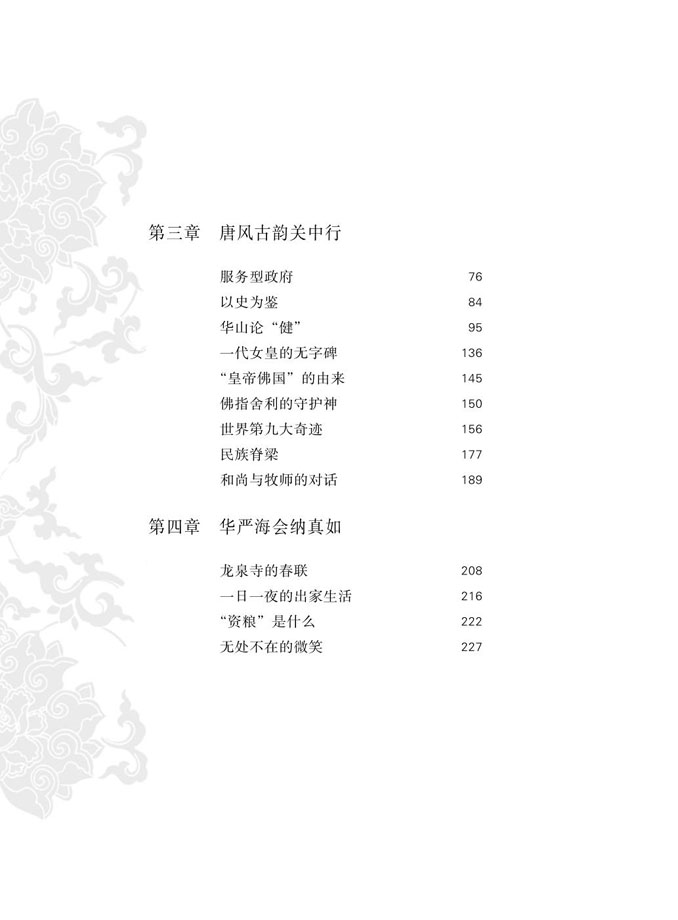 第三章 唐风古韵关中行
服务型政府 76
以史为鉴 84
华山论“健” 95
一代女皇的无字碑 136
“皇帝佛国”的由来 145
佛指舍利的守护神 150
世界第九大奇迹 156
民族脊梁 177
和尚与牧师的对话 189
第四章 华严海会纳真如
龙泉寺的春联 208
一日一夜的出家生活 216
“资粮”是什么 222
无处不在的微笑 227